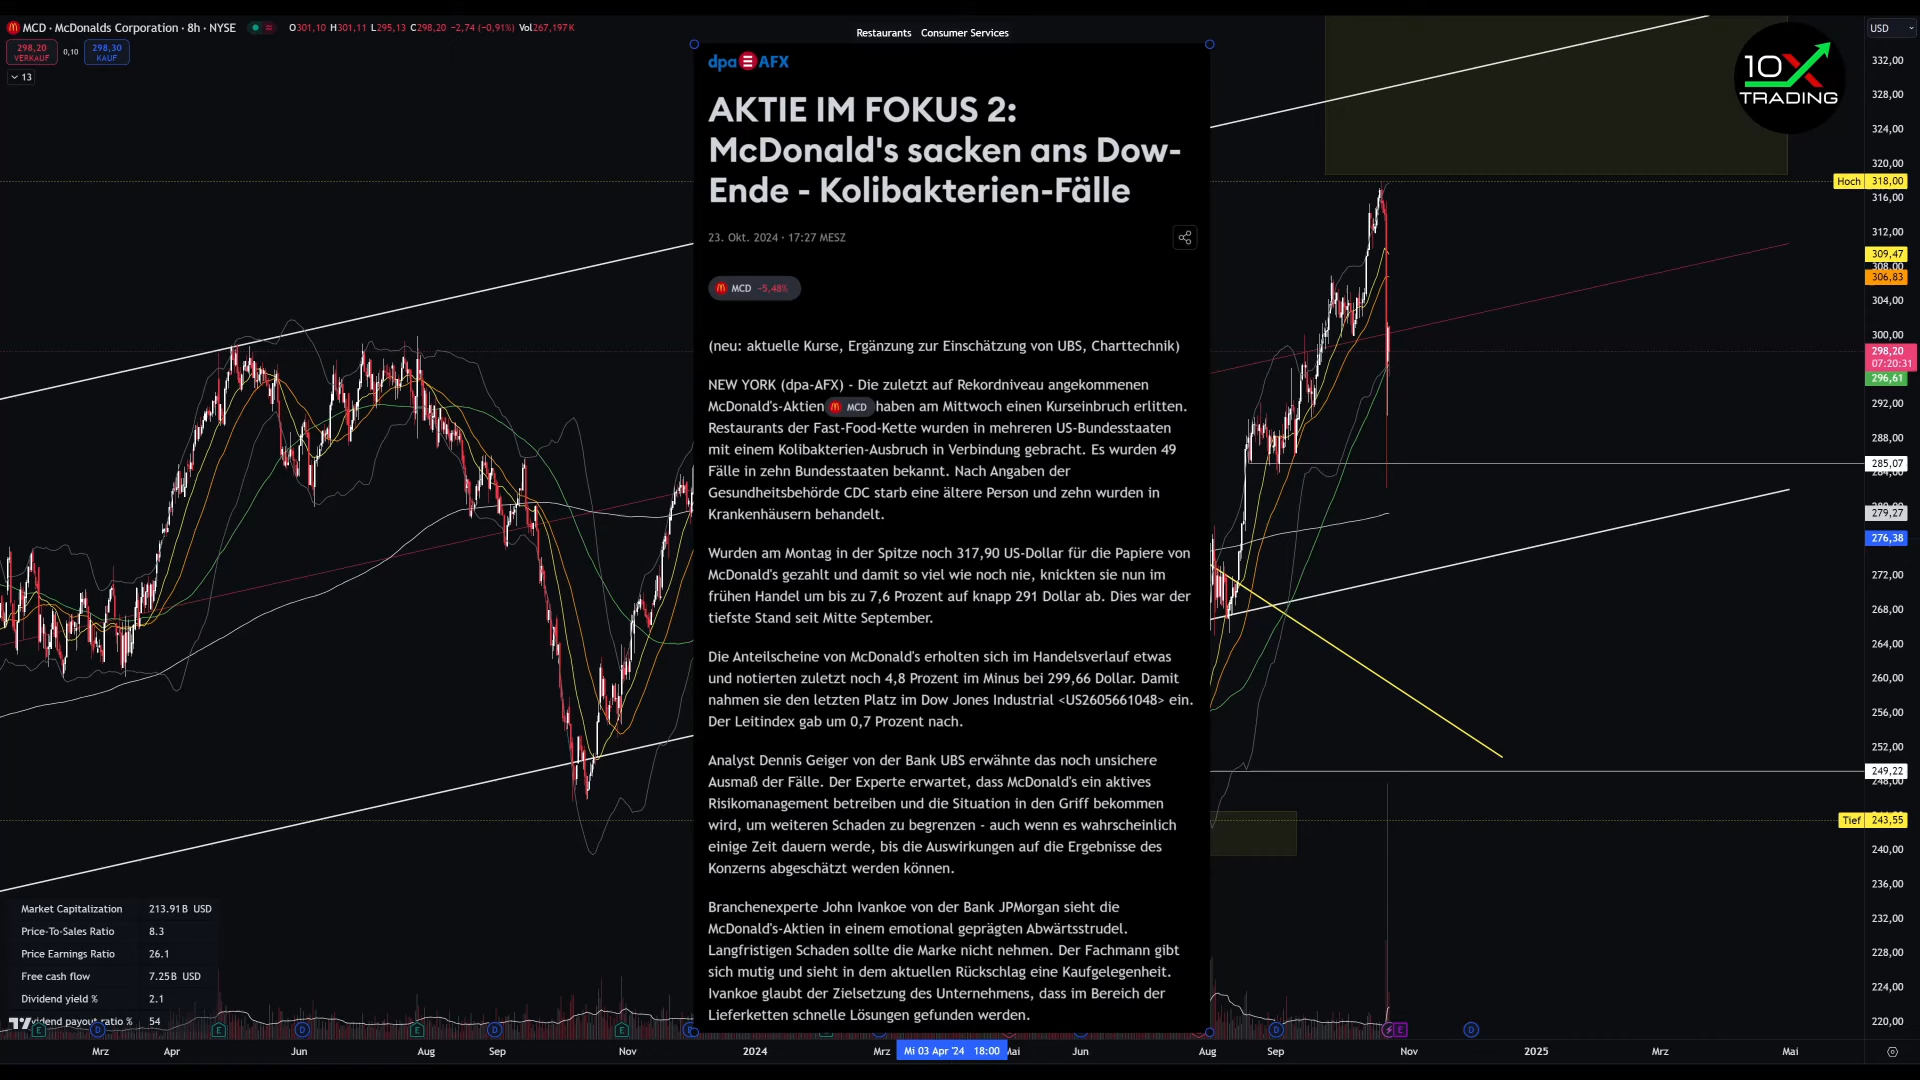 MCD · McDonalds Corporation · 8h · NYSE
O301,10 H301,11 L295,13 C298,20 −2,74 (−0,91%) Vol267,197K
298,20
VERKAUF
0,10
298,30
KAUF
13
Restaurants Consumer Services
dpa AFX
AKTIE IM FOKUS 2:
McDonald's sacken ans Dow-
Ende - Kolibakterien-Fälle
23. Okt. 2024 · 17:27 MESZ
MCD −5,48%
(neu: aktuelle Kurse, Ergänzung zur Einschätzung von UBS, Charttechnik)
NEW YORK (dpa-AFX) - Die zuletzt auf Rekordniveau angekommenen
McDonald's-Aktien MCD haben am Mittwoch einen Kurseinbruch erlitten.
Restaurants der Fast-Food-Kette wurden in mehreren US-Bundesstaaten
mit einem Kolibakterien-Ausbruch in Verbindung gebracht. Es wurden 49
Fälle in zehn Bundesstaaten bekannt. Nach Angaben der
Gesundheitsbehörde CDC starb eine ältere Person und zehn wurden in
Krankenhäusern behandelt.
Wurden am Montag in der Spitze noch 317,90 US-Dollar für die Papiere von
McDonald's gezahlt und damit so viel wie noch nie, knickten sie nun im
frühen Handel um bis zu 7,6 Prozent auf knapp 291 Dollar ab. Dies war der
tiefste Stand seit Mitte September.
Die Anteilscheine von McDonald's erholten sich im Handelsverlauf etwas
und notierten zuletzt noch 4,8 Prozent im Minus bei 299,66 Dollar. Damit
nahmen sie den letzten Platz im Dow Jones Industrial <US2605661048> ein.
Der Leitindex gab um 0,7 Prozent nach.
Analyst Dennis Geiger von der Bank UBS erwähnte das noch unsichere
Ausmaß der Fälle. Der Experte erwartet, dass McDonald's ein aktives
Risikomanagement betreiben und die Situation in den Griff bekommen
wird, um weiteren Schaden zu begrenzen - auch wenn es wahrscheinlich
einige Zeit dauern werde, bis die Auswirkungen auf die Ergebnisse des
Konzerns abgeschätzt werden können.
Branchenexperte John Ivankoe von der Bank JPMorgan sieht die
McDonald's-Aktien in einem emotional geprägten Abwärtsstrudel.
Langfristigen Schaden sollte die Marke nicht nehmen. Der Fachmann gibt
sich mutig und sieht in dem aktuellen Rückschlag eine Kaufgelegenheit.
Ivankoe glaubt der Zielsetzung des Unternehmens, dass im Bereich der
Lieferketten schnelle Lösungen gefunden werden.
10X
TRADING
USD
332,00
328,00
324,00
320,00
Hoch 318,00
316,00
312,00
309,47
308,00
306,83
304,00
300,00
298,20
07:20:31
296,61
292,00
288,00
285,07
279,27
276,38
272,00
268,00
264,00
260,00
256,00
252,00
249,22
248,00
Tief 243,55
240,00
236,00
232,00
228,00
224,00
220,00
Market Capitalization 213.91B USD
Price-To-Sales Ratio 8.3
Price Earnings Ratio 26.1
Free cash flow 7.25B USD
Dividend yield % 2.1
vidend payout ratio % 54
E D E D E D E D D E D
Mrz Apr Jun Aug Sep Nov 2024 Mrz Mi 03 Apr '24 18:00 Mai Jun Aug Sep Nov 2025 Mrz Mai